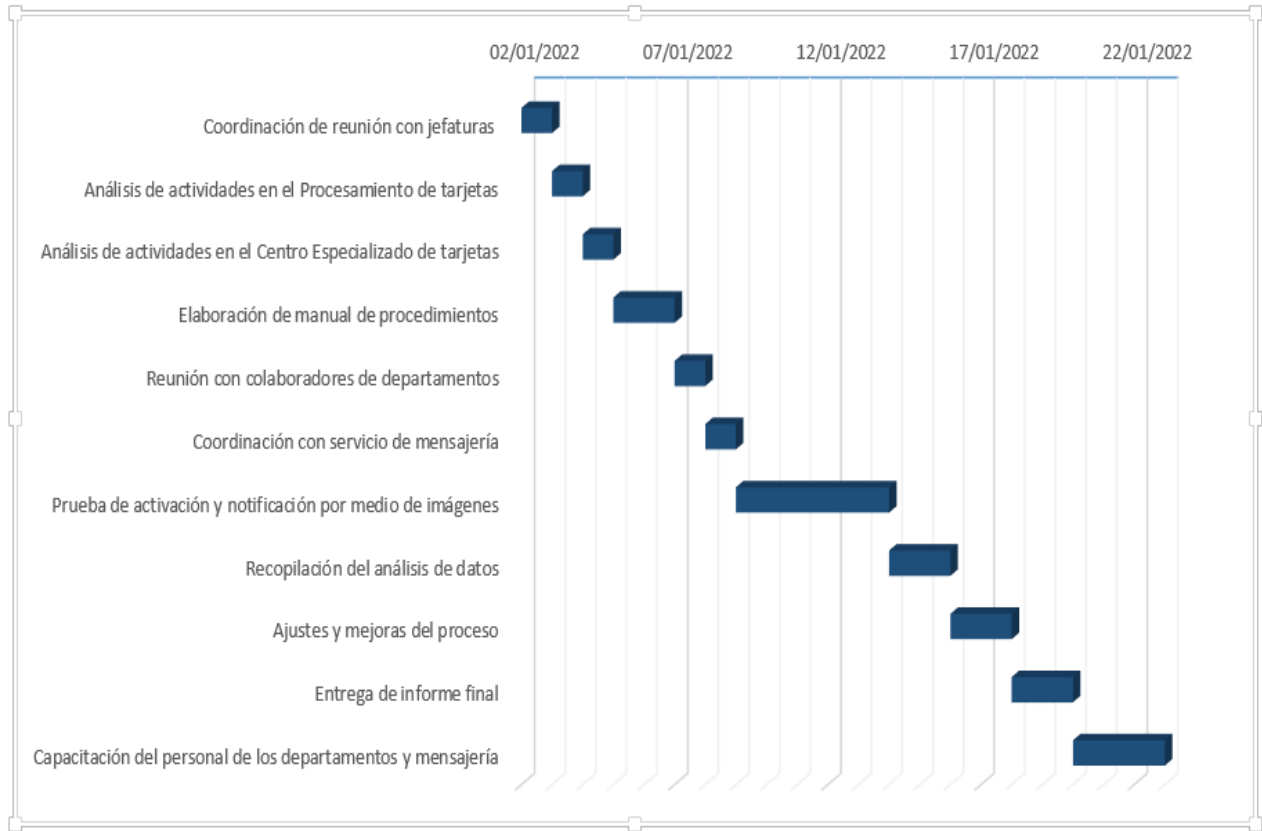 02/01/2022 07/01/2022 12/01/2022 17/01/2022 22/01/2022
Coordinación de reunión con jefaturas
Análisis de actividades en el Procesamiento de tarjetas
Análisis de actividades en el Centro Especializado de tarjetas
Elaboración de manual de procedimientos
Reunión con colaboradores de departamentos
Coordinación con servicio de mensajería
Prueba de activación y notificación por medio de imágenes
Recopilación del análisis de datos
Ajustes y mejoras del proceso
Entrega de informe final
Capacitación del personal de los departamentos y mensajería